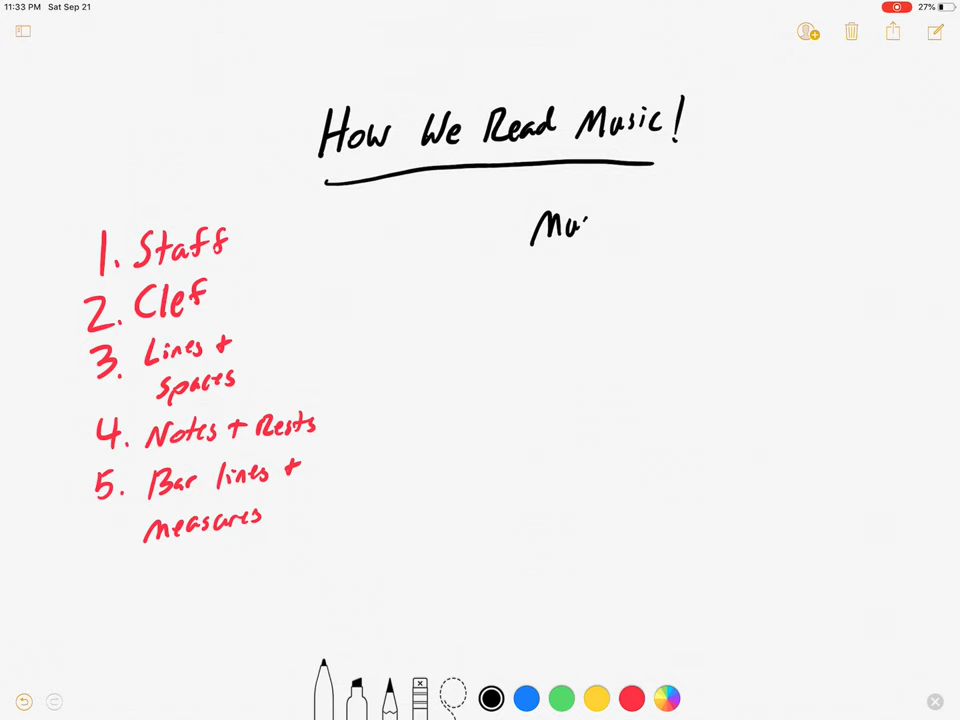 11:33 PM Sat Sep 21
27%
How We Read Music!
Mu
1. Staff
2. Clef
3. Lines +
spaces
4. Notes + Rests
5. Bar lines +
measures